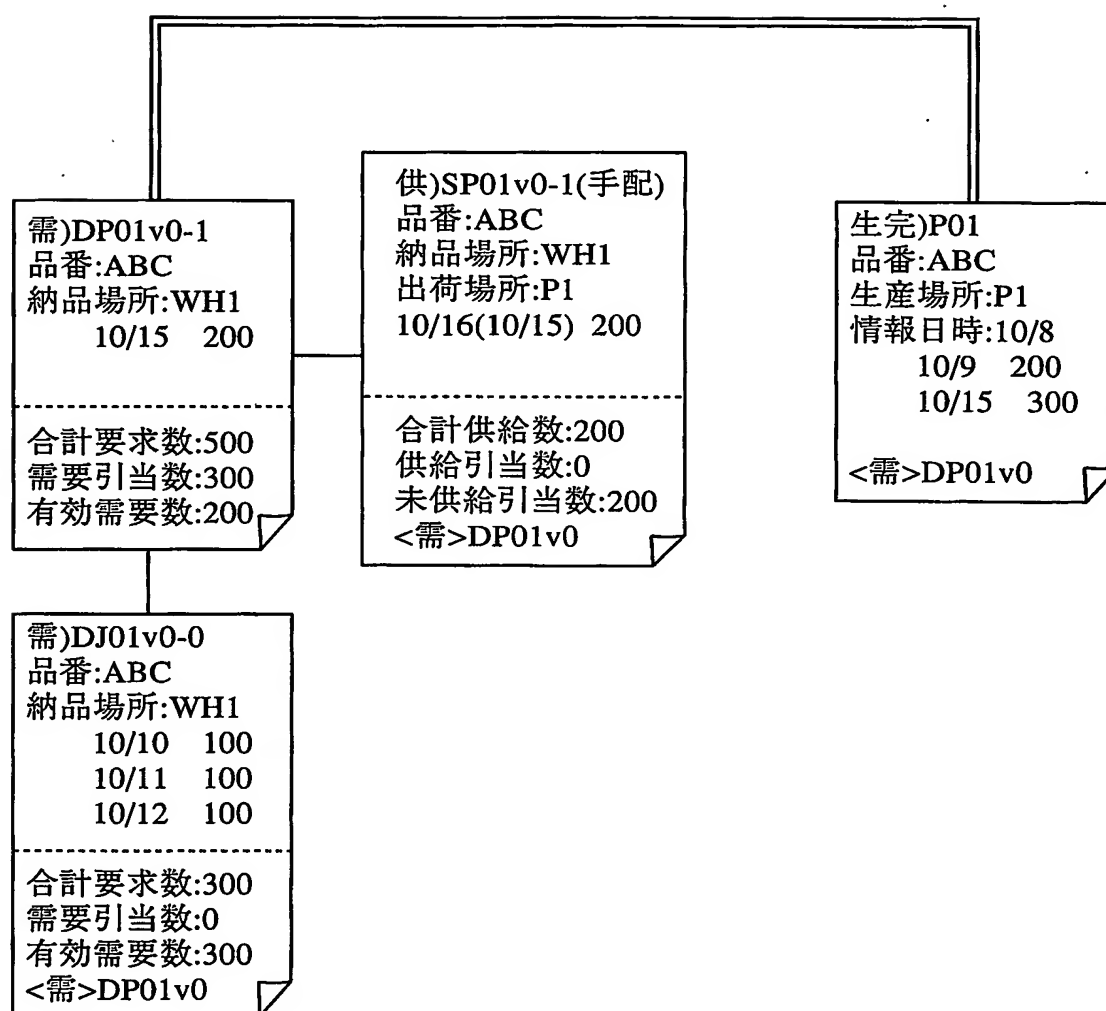 需)DP01v0-1
品番:ABC
納品場所:WH1
10/15 200
合計要求数:500
需要引当数:300
有効需要数:200
供)SP01v0-1(手配)
品番:ABC
納品場所:WH1
出荷場所:P1
10/16(10/15) 200
合計供給数:200
供給引当数:0
未供給引当数:200
<需>DP01v0
生完)P01
品番:ABC
生産場所:P1
情報日時:10/8
10/9 200
10/15 300
<需>DP01v0
需)DJ01v0-0
品番:ABC
納品場所:WH1
10/10 100
10/11 100
10/12 100
合計要求数:300
需要引当数:0
有効需要数:300
<需>DP01v0